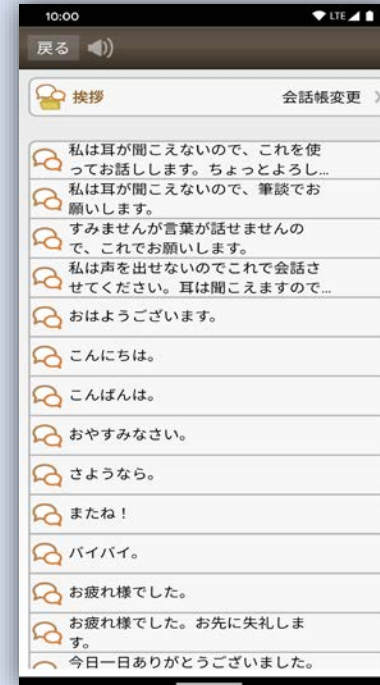 10:00
LTE
戻る
挨拶
会話帳変更
私は耳が聞こえないので、これを使
ってお話しします。ちょっとよろし...
私は耳が聞こえないので、筆談でお
願いします。
すみませんが言葉が話せませんの
で、これでお願いします。
私は声を出せないのでこれで会話さ
せてください。耳は聞こえますので...
おはようございます。
こんにちは。
こんばんは。
おやすみなさい。
さようなら。
またね！
バイバイ。
お疲れ様でした。
お疲れ様でした。お先に失礼しま
す。
今日一日ありがとうございました。